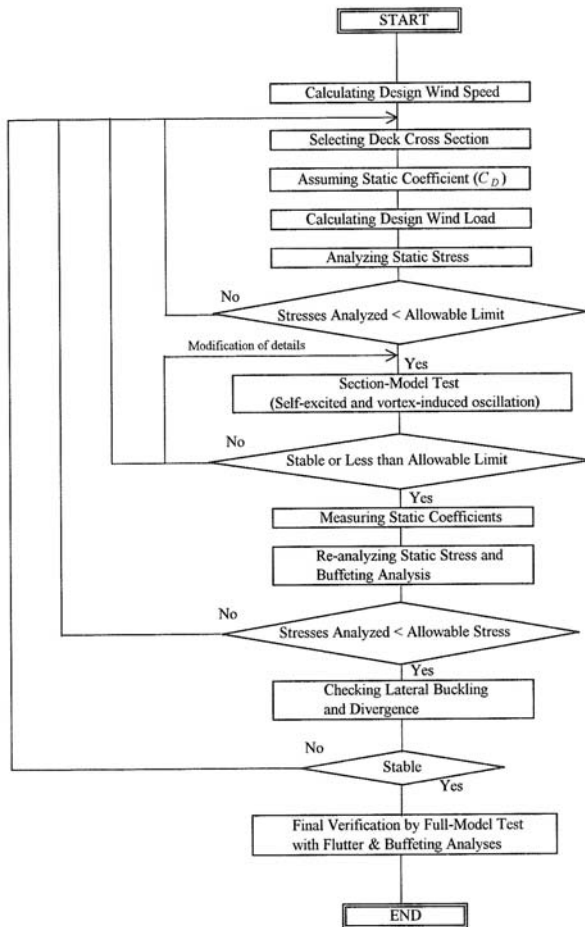 START
Calculating Design Wind Speed
Selecting Deck Cross Section
Assuming Static Coefficient (C_D)
Calculating Design Wind Load
Analyzing Static Stress
No
Stresses Analyzed < Allowable Limit
Modification of details
Yes
Section-Model Test
(Self-excited and vortex-induced oscillation)
No
Stable or Less than Allowable Limit
Yes
Measuring Static Coefficients
Re-analyzing Static Stress and
Buffeting Analysis
No
Stresses Analyzed < Allowable Stress
Yes
Checking Lateral Buckling
and Divergence
No
Stable
Yes
Final Verification by Full-Model Test
with Flutter & Buffeting Analyses
END